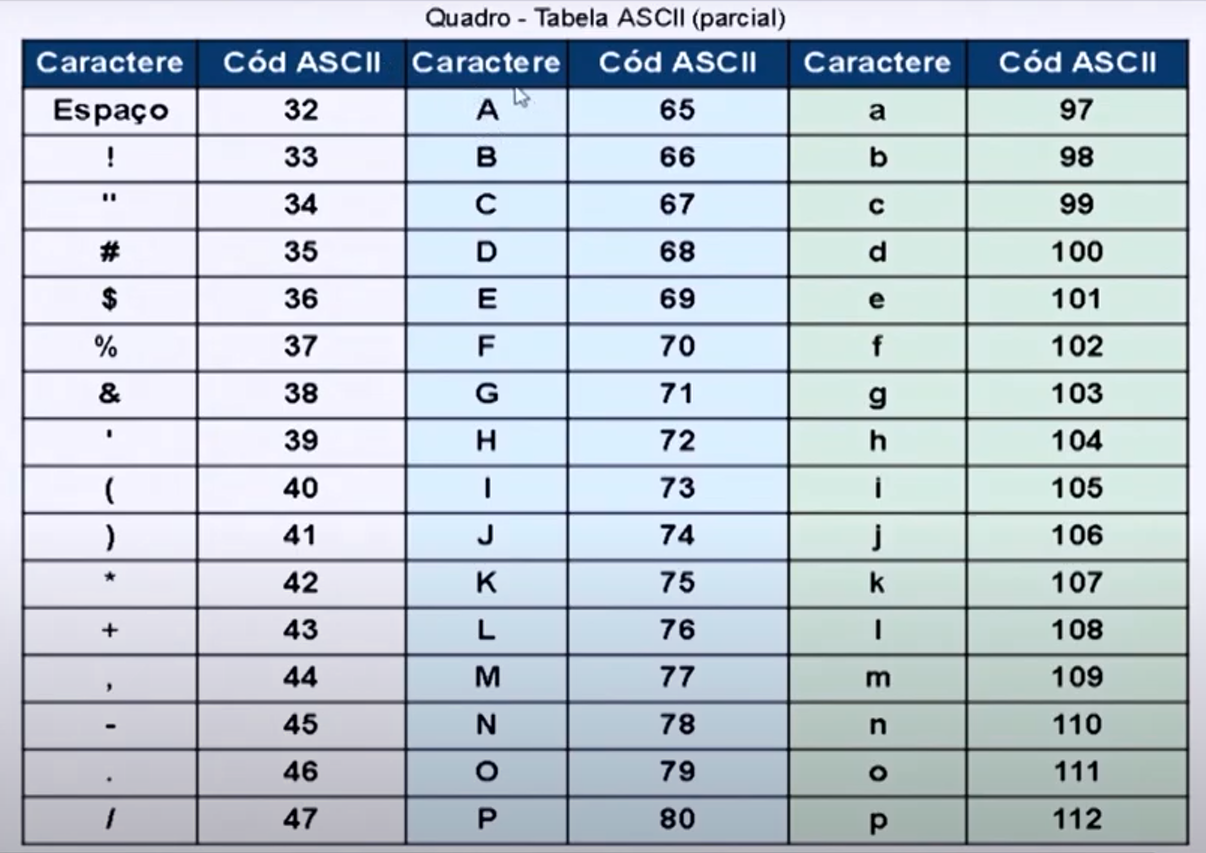 Quadro - Tabela ASCII (parcial)
Caractere Cód ASCII Caractere Cód ASCII Caractere Cód ASCII
Espaço 32 A 65 a 97
! 33 B 66 b 98
" 34 C 67 c 99
# 35 D 68 d 100
$ 36 E 69 e 101
% 37 F 70 f 102
& 38 G 71 g 103
' 39 H 72 h 104
( 40 I 73 i 105
) 41 J 74 j 106
* 42 K 75 k 107
+ 43 L 76 l 108
, 44 M 77 m 109
- 45 N 78 n 110
. 46 O 79 o 111
/ 47 P 80 p 112